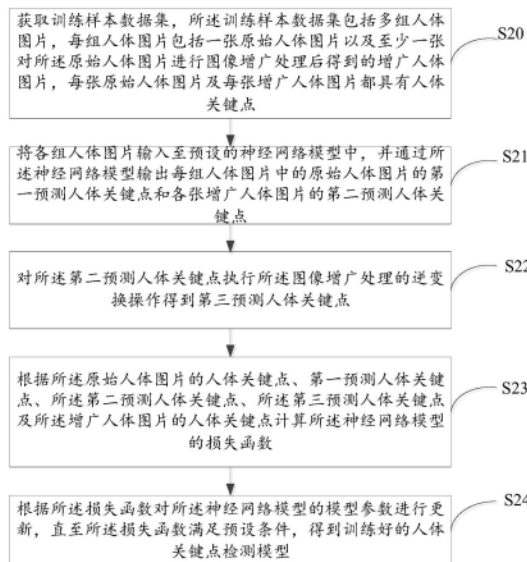 获取训练样本数据集，所述训练样本数据集包括多组人体
图片，每组人体图片包括一张原始人体图片以及至少一张
对所述原始人体图片进行图像增广处理后得到的增广人体
图片，每张原始人体图片及每张增广人体图片都具有人体
关键点
S20
将各组人体图片输入至预设的神经网络模型中，并通过所
述神经网络模型输出每组人体图片中的原始人体图片的第
一预测人体关键点和各张增广人体图片的第二预测人体关
键点
S21
对所述第二预测人体关键点执行所述图像增广处理的逆变
换操作得到第三预测人体关键点
S22
根据所述原始人体图片的人体关键点、第一预测人体关键
点、所述第二预测人体关键点、所述第三预测人体关键点
及所述增广人体图片的人体关键点计算所述神经网络模型
的损失函数
S23
根据所述损失函数对所述神经网络模型的模型参数进行更
新，直至所述损失函数满足预设条件，得到训练好的人体
关键点检测模型
S24